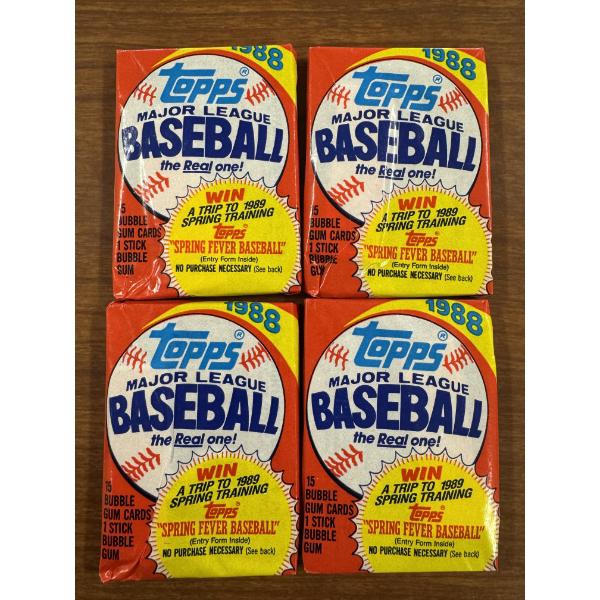 1988
Topps®
MAJOR LEAGUE
BASEBALL
the Real one!
WIN
A TRIP TO 1989
SPRING TRAINING
Topps
"SPRING FEVER BASEBALL"
(Entry Form Inside)
NO PURCHASE NECESSARY (See back)
15
BUBBLE
GUM CARDS
1 STICK
BUBBLE
GUM
1988
Topps®
MAJOR LEAGUE
BASEBALL
the Real one!
WIN
A TRIP TO 1989
SPRING TRAINING
Topps
"SPRING FEVER BASEBALL"
(Entry Form Inside)
NO PURCHASE NECESSARY (See back)
15
BUBBLE
GUM CARDS
1 STICK
BUBBLE
GUM
1988
Topps®
MAJOR LEAGUE
BASEBALL
the Real one!
WIN
A TRIP TO 1989
SPRING TRAINING
Topps
"SPRING FEVER BASEBALL"
(Entry Form Inside)
NO PURCHASE NECESSARY (See back)
15
BUBBLE
GUM CARDS
1 STICK
BUBBLE
GUM
1988
Topps®
MAJOR LEAGUE
BASEBALL
the Real one!
WIN
A TRIP TO 1989
SPRING TRAINING
Topps
"SPRING FEVER BASEBALL"
(Entry Form Inside)
NO PURCHASE NECESSARY (See back)
15
BUBBLE
GUM CARDS
1 STICK
BUBBLE
GUM